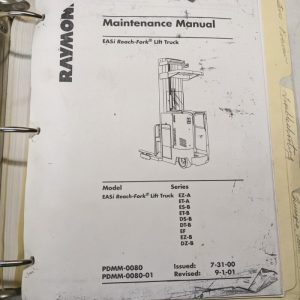 RAYMOND
Maintenance Manual
EASi Reach-Fork® Lift Truck
Model Series
EASi Reach-Fork® Lift Truck EZ-A
ET-A
ES-B
ET-B
DS-B
DT-B
EF
EZ-B
DZ-B
PDMM-0080 Issued: 7-31-00
PDMM-0080-01 Revised: 9-1-01